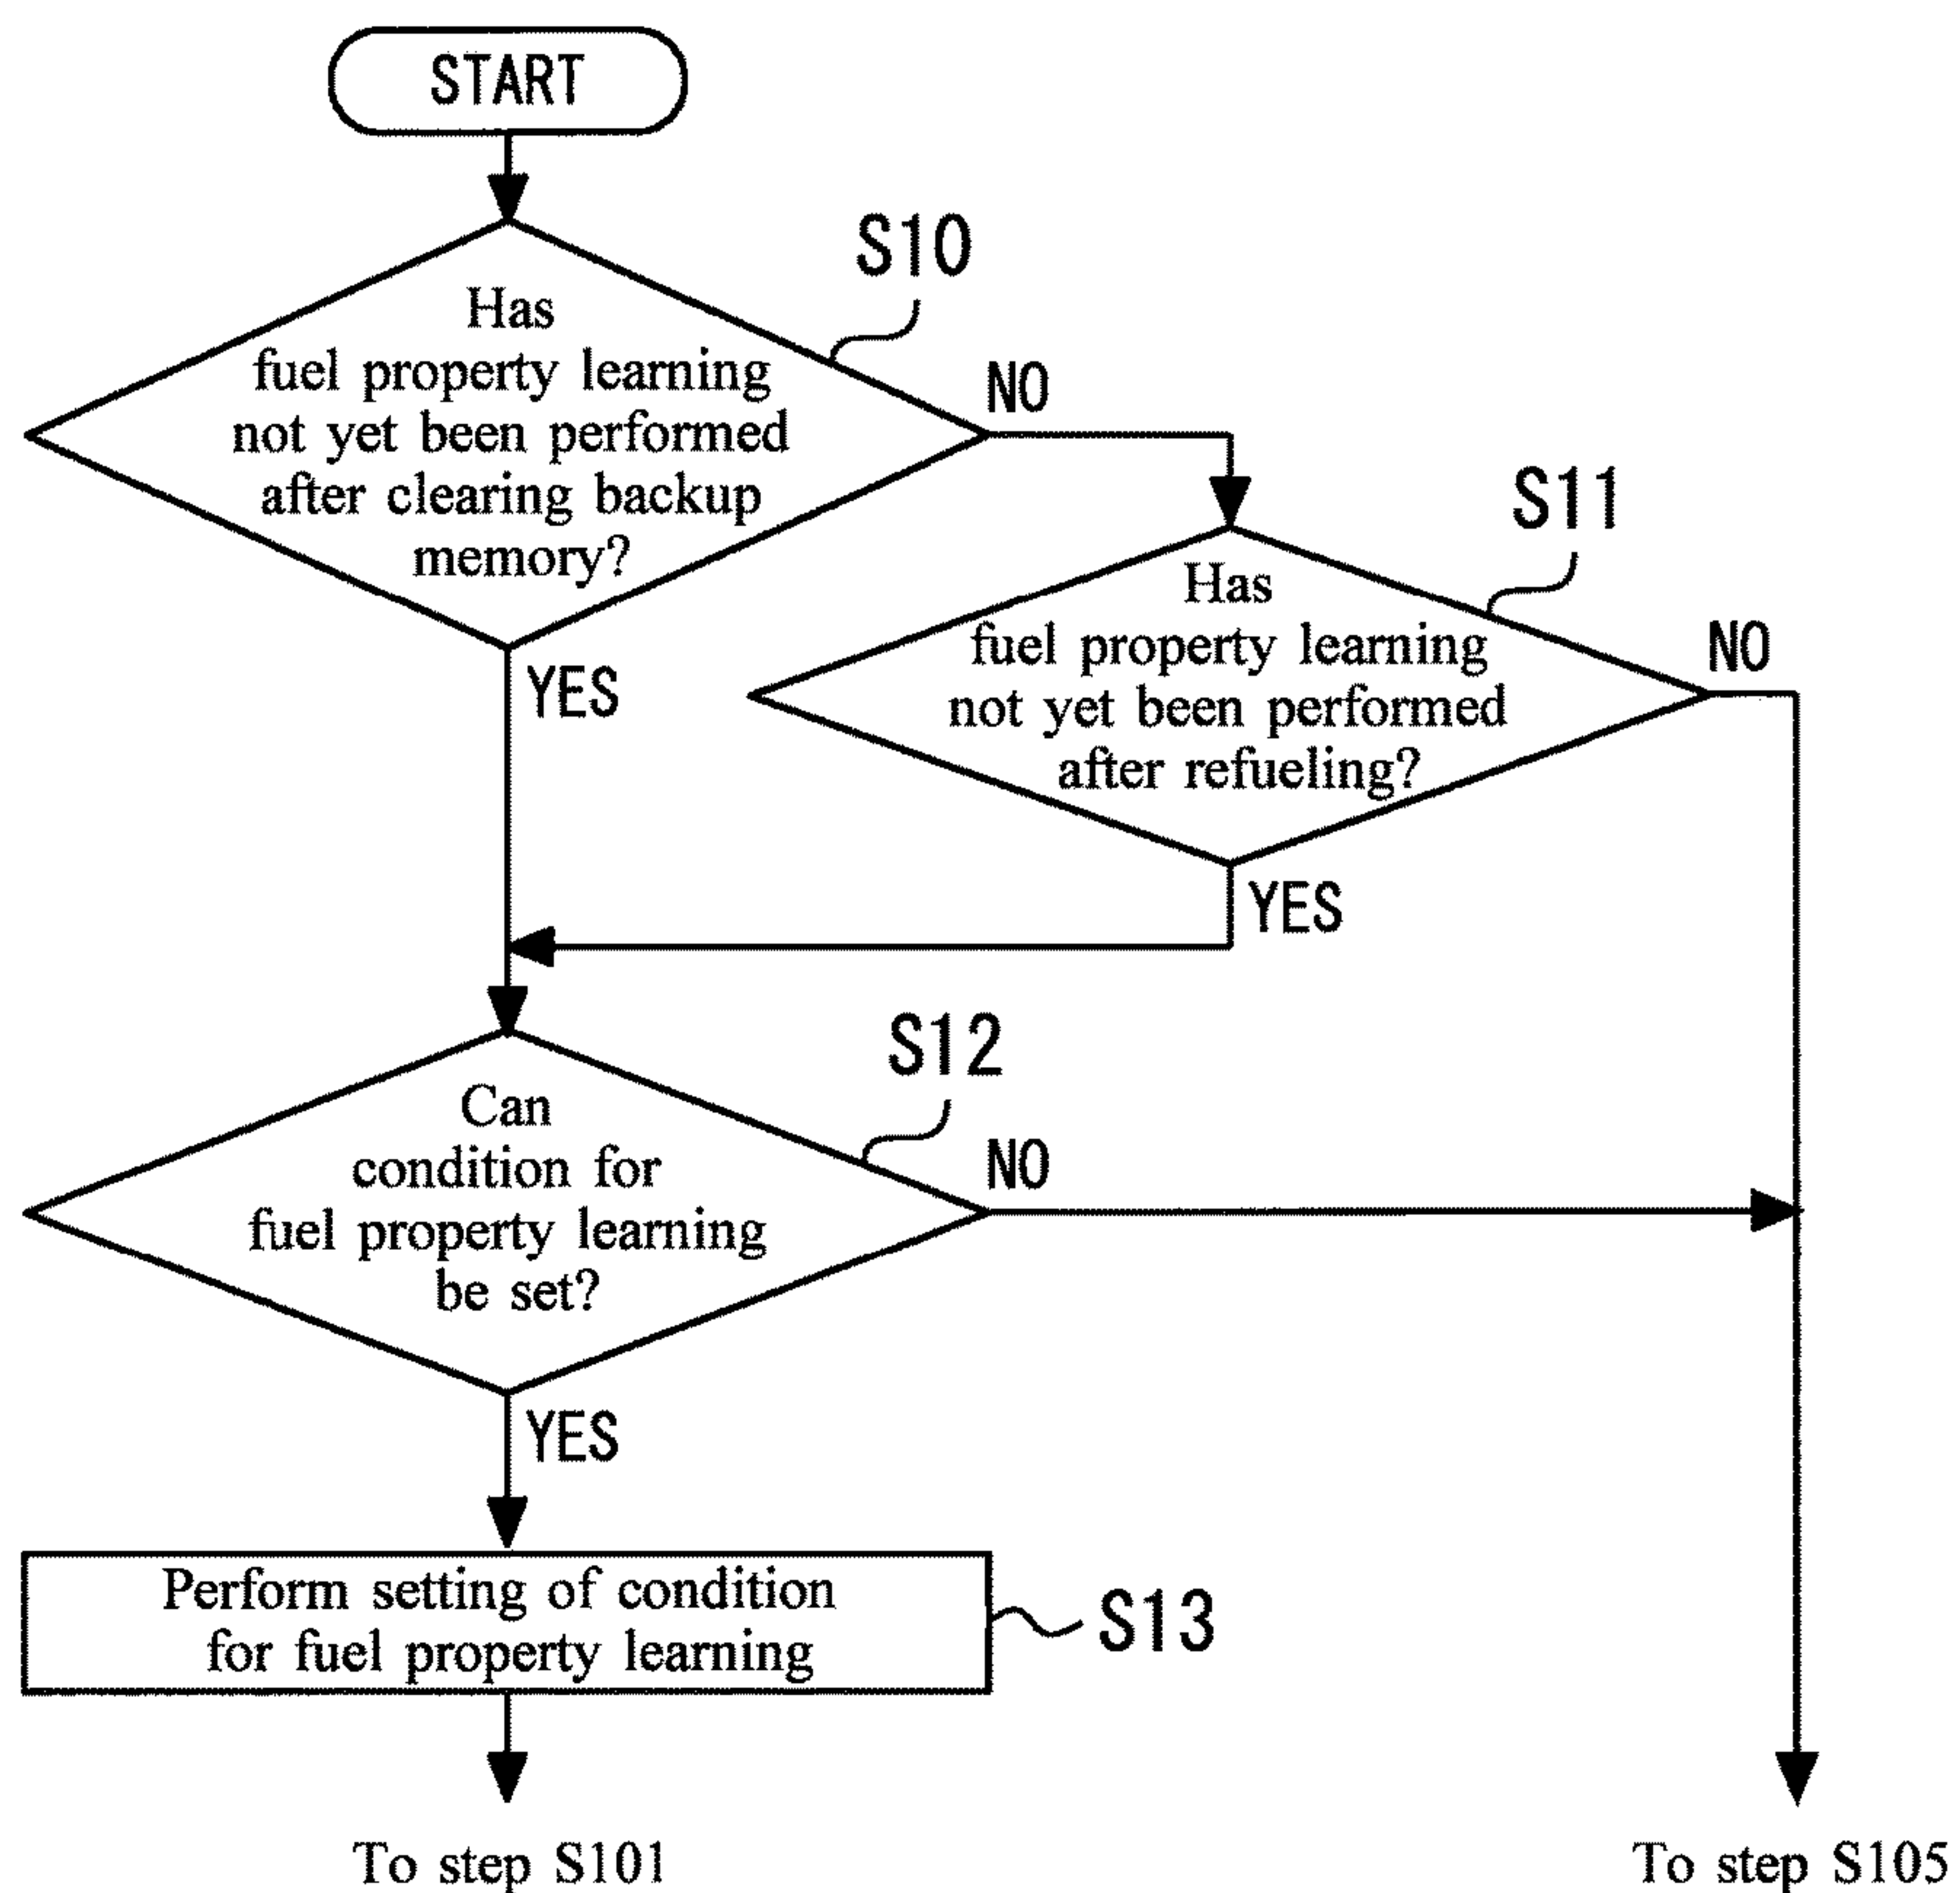 START
S10
Has
fuel property learning
not yet been performed
after clearing backup
memory?
NO
YES
S11
Has
fuel property learning
not yet been performed
after refueling?
NO
YES
S12
Can
condition for
fuel property learning
be set?
NO
YES
Perform setting of condition
for fuel property learning
S13
To step S101
To step S105